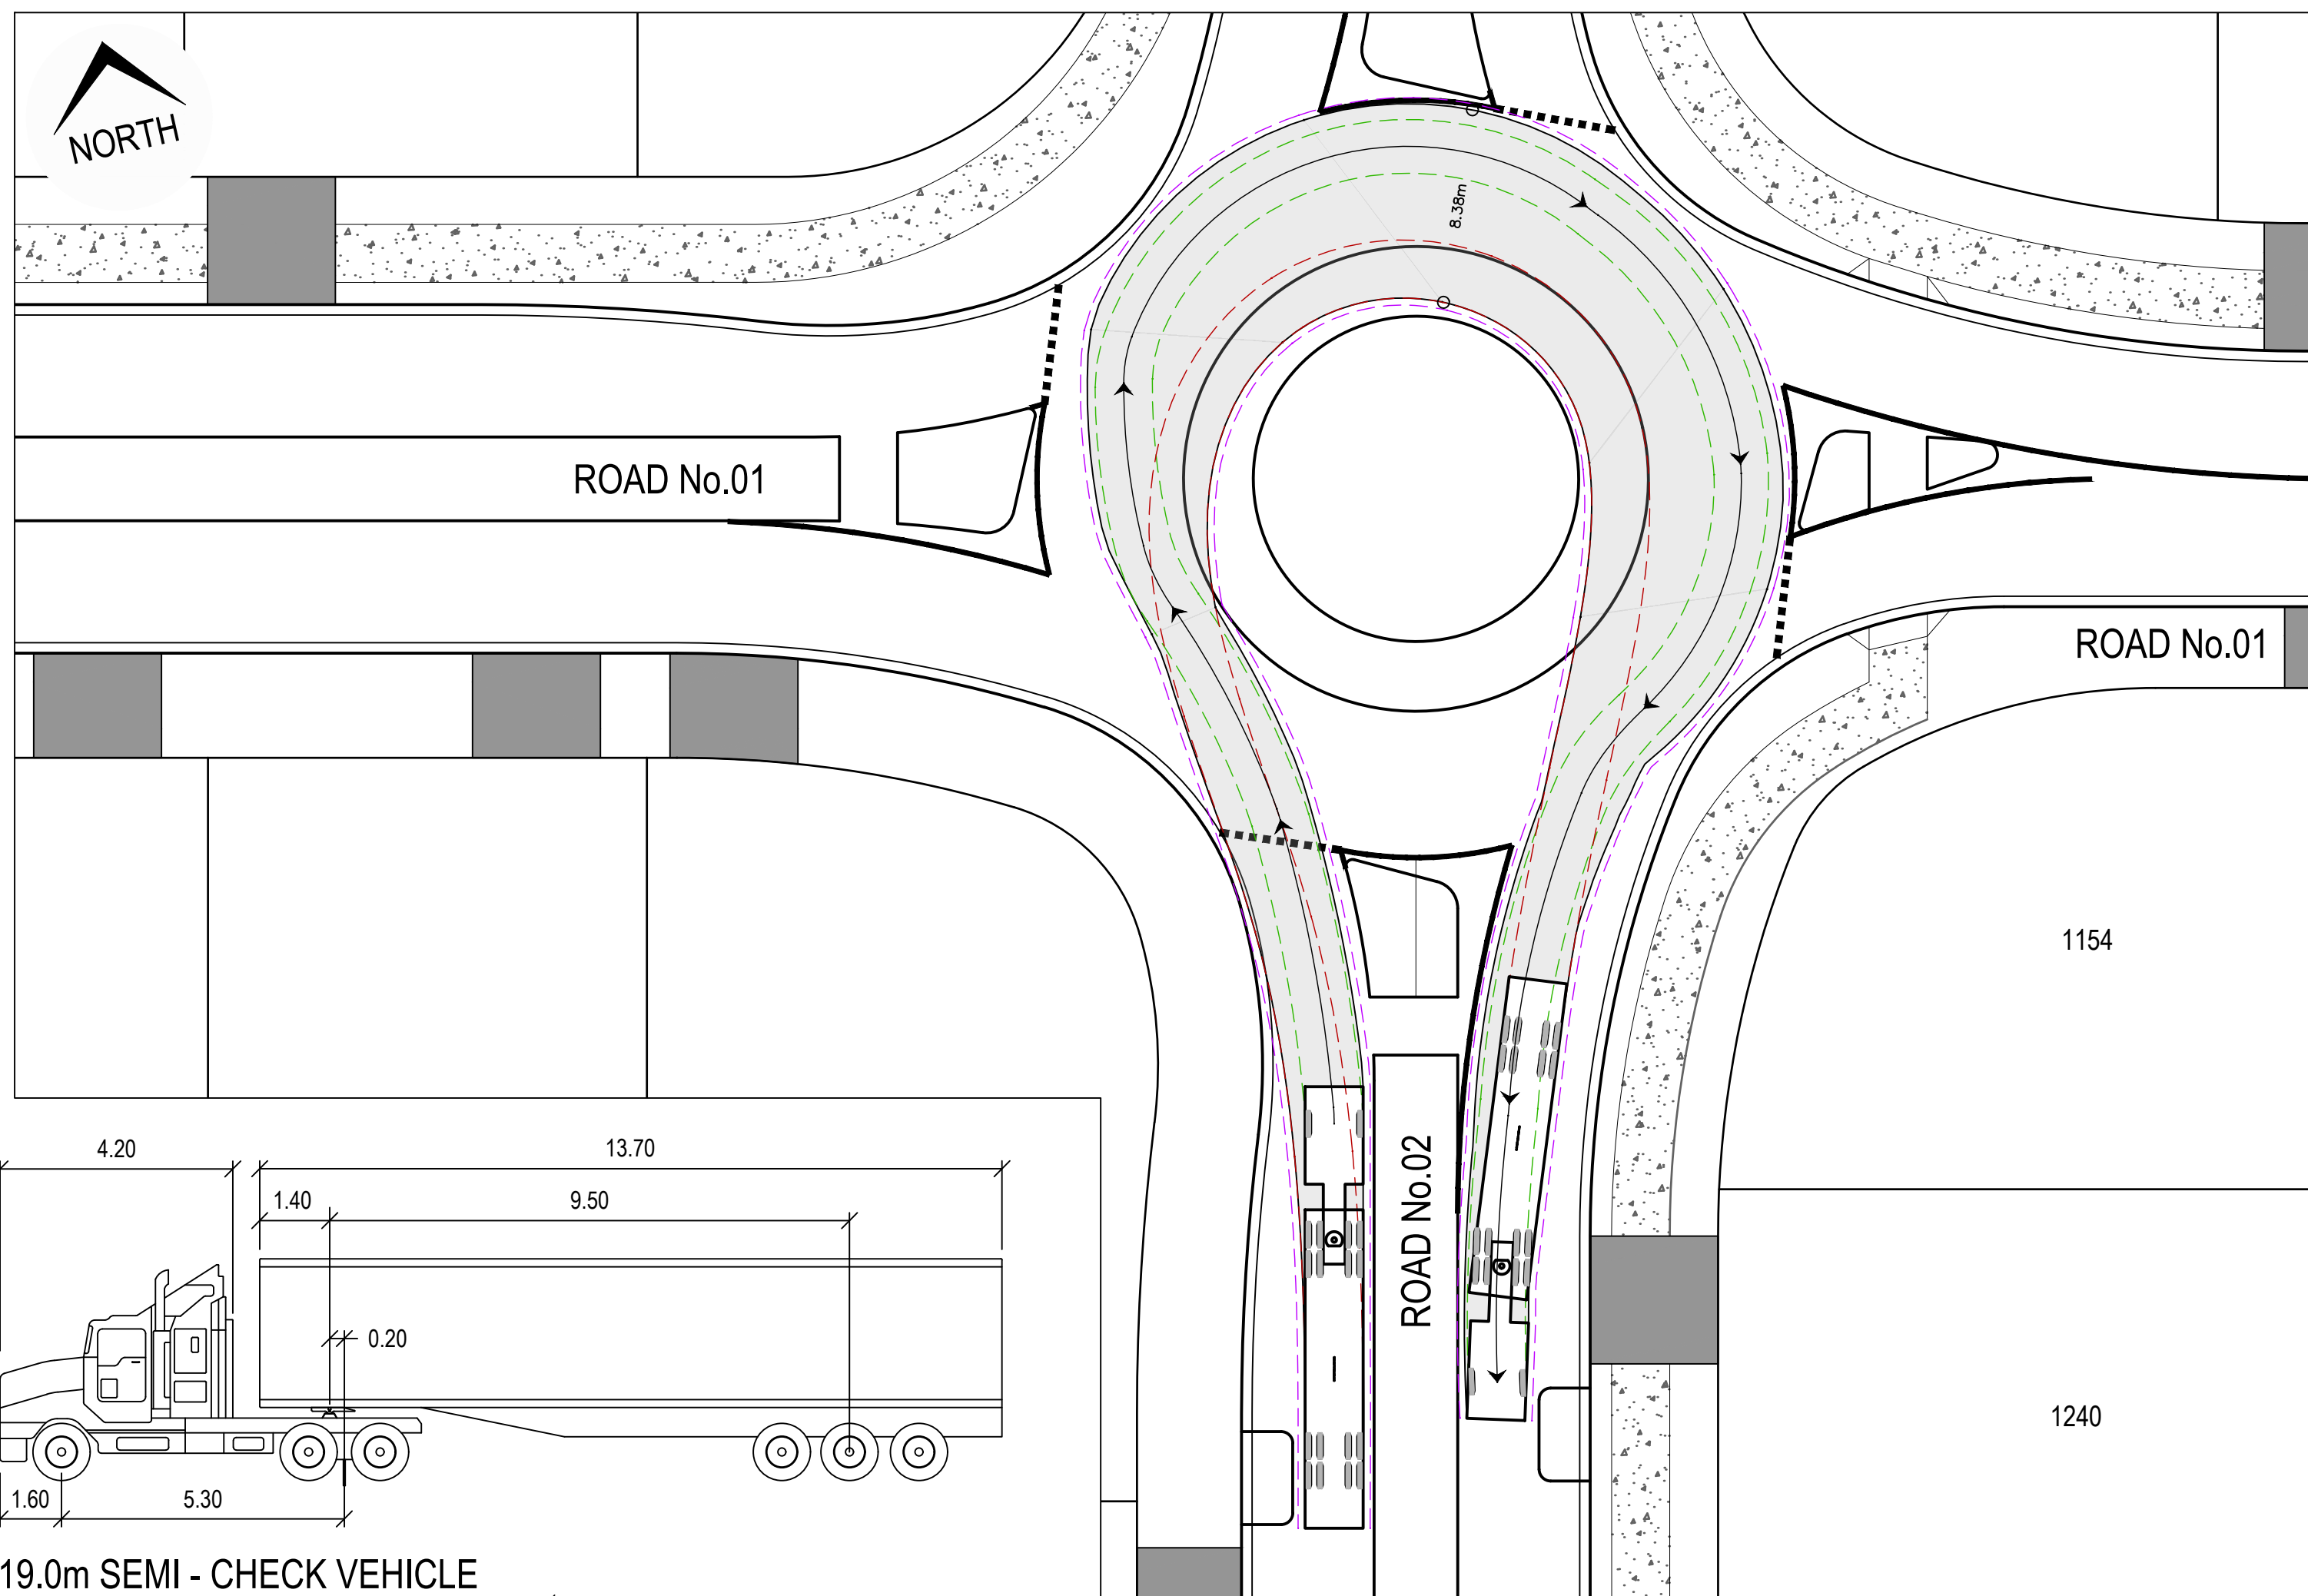 NORTH
8.38m
ROAD No.01
ROAD No.01
1154
4.20
13.70
1.40
9.50
0.20
ROAD No.02
1240
1.60
5.30
19.0m SEMI - CHECK VEHICLE